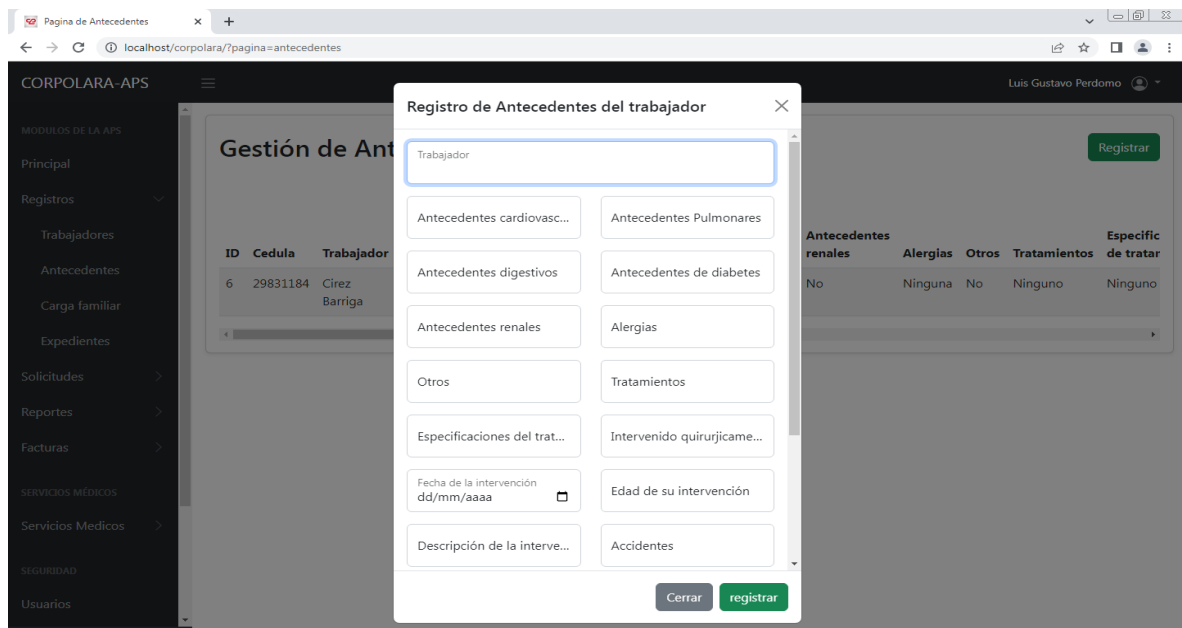 Pagina de Antecedentes
localhost/corpolara/?pagina=antecedentes
CORPOLARA-APS
Luis Gustavo Perdomo
MODULOS DE LA APS
Principal
Registros
Trabajadores
Antecedentes
Carga familiar
Expedientes
Solicitudes
Reportes
Facturas
SERVICIOS MÉDICOS
Servicios Medicos
SEGURIDAD
Usuarios
Gestión de Ant
Registrar
ID Cedula Trabajador
Antecedentes
renales
Alergias Otros Tratamientos
Especific
de tratar
6 29831184 Cirez
Barriga
No Ninguna No Ninguno Ninguno
Registro de Antecedentes del trabajador
Trabajador
Antecedentes cardiovasc...
Antecedentes Pulmonares
Antecedentes digestivos
Antecedentes de diabetes
Antecedentes renales
Alergias
Otros
Tratamientos
Especificaciones del trat...
Intervenido quirurjicame...
Fecha de la intervención
dd/mm/aaaa
Edad de su intervención
Descripción de la interve...
Accidentes
Cerrar
registrar